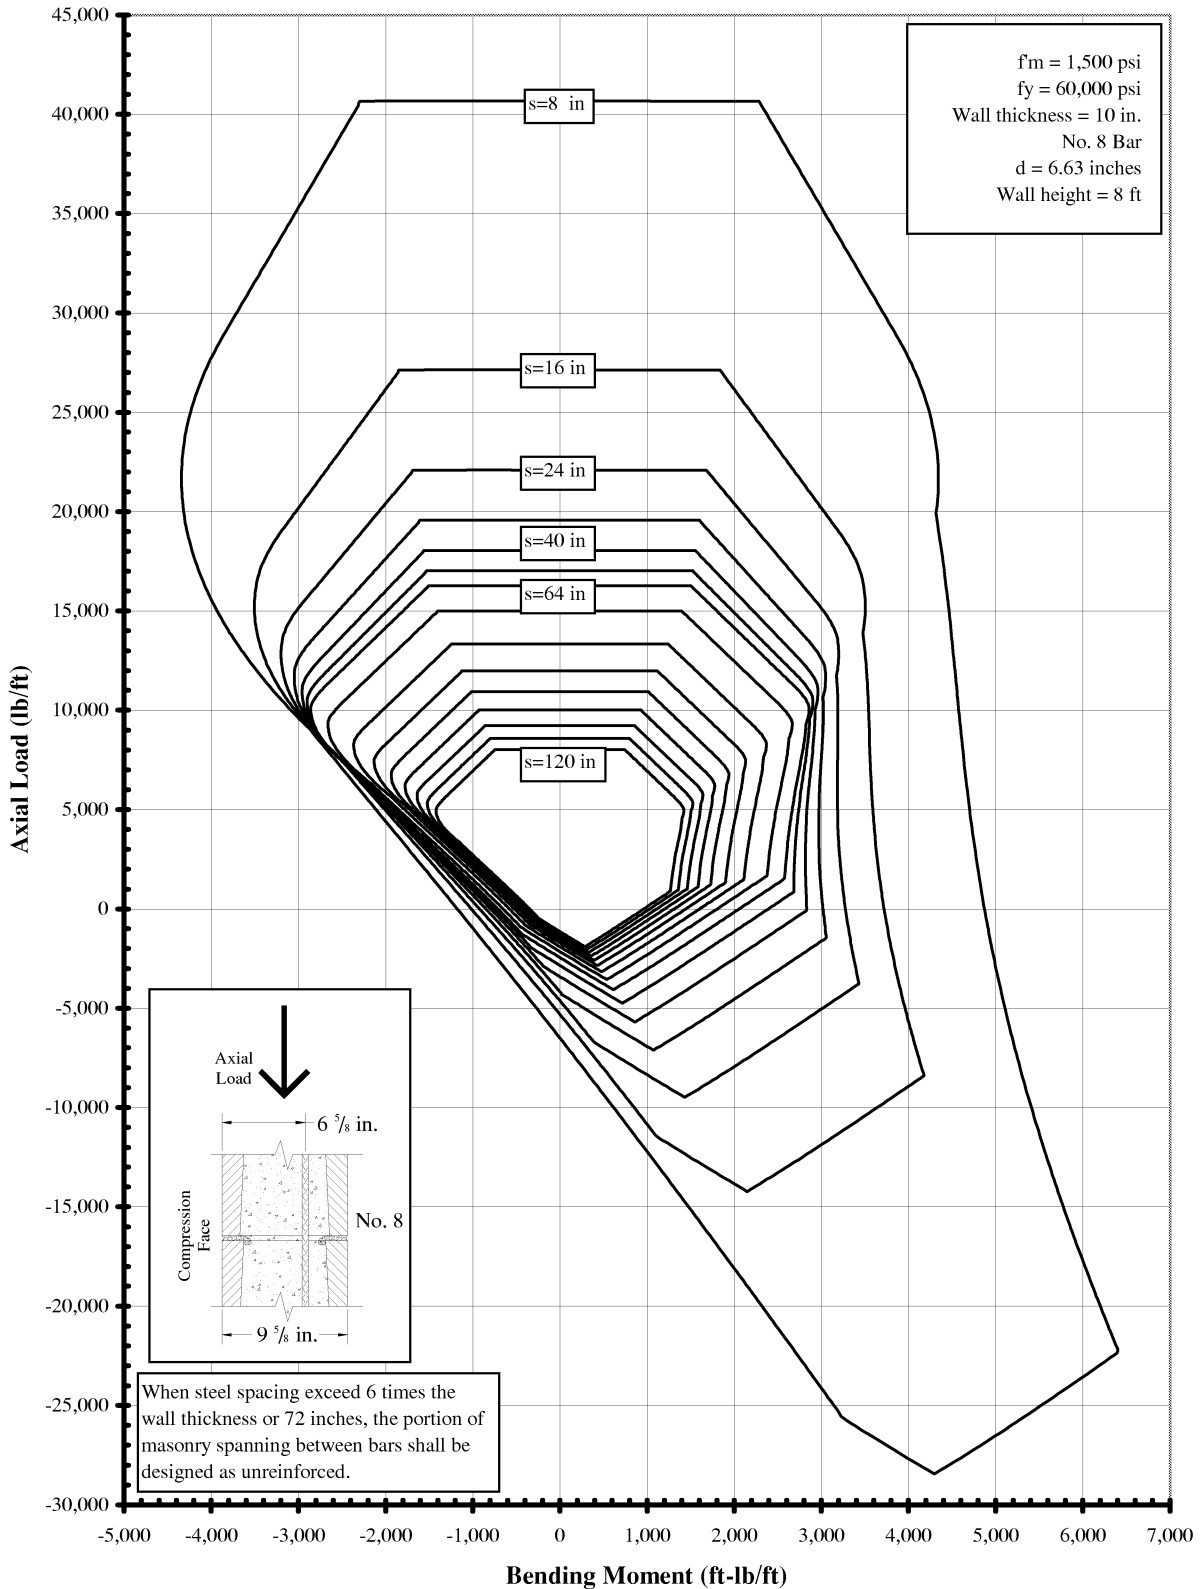 45,000
40,000
35,000
30,000
25,000
20,000
15,000
10,000
5,000
0
-5,000
-10,000
-15,000
-20,000
-25,000
-30,000
Axial Load (lb/ft)
f'm = 1,500 psi
fy = 60,000 psi
Wall thickness = 10 in.
No. 8 Bar
d = 6.63 inches
Wall height = 8 ft
s=8 in
s=16 in
s=24 in
s=40 in
s=64 in
s=120 in
Axial
Load
6 5/8 in.
Compression
Face
No. 8
9 5/8 in.
When steel spacing exceed 6 times the
wall thickness or 72 inches, the portion of
masonry spanning between bars shall be
designed as unreinforced.
-5,000 -4,000 -3,000 -2,000 -1,000 0 1,000 2,000 3,000 4,000 5,000 6,000 7,000
Bending Moment (ft-lb/ft)